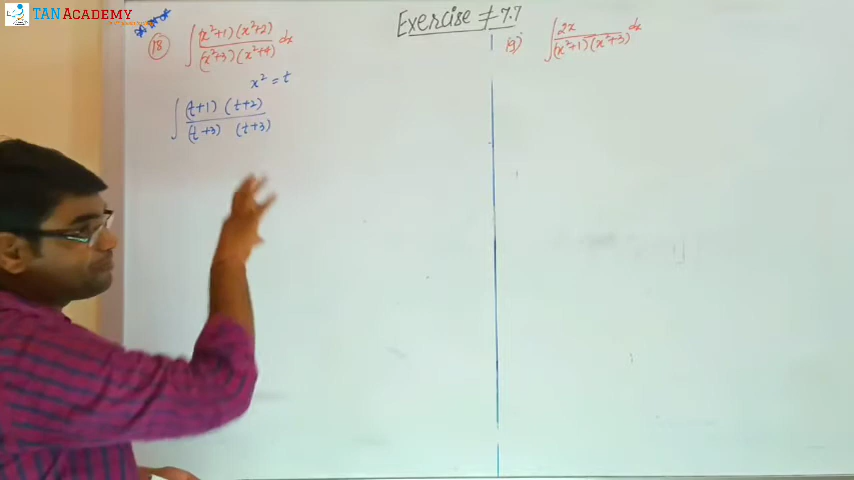 TAN ACADEMY
Exercise ≠ 7.7
18 ∫ (x²+1)(x²+2) / (x²+3)(x²+4) dx
x² = t
∫ (t+1) (t+2) / (t+3) (t+3)
19) ∫ 2x / (x²+1)(x²+3) dx